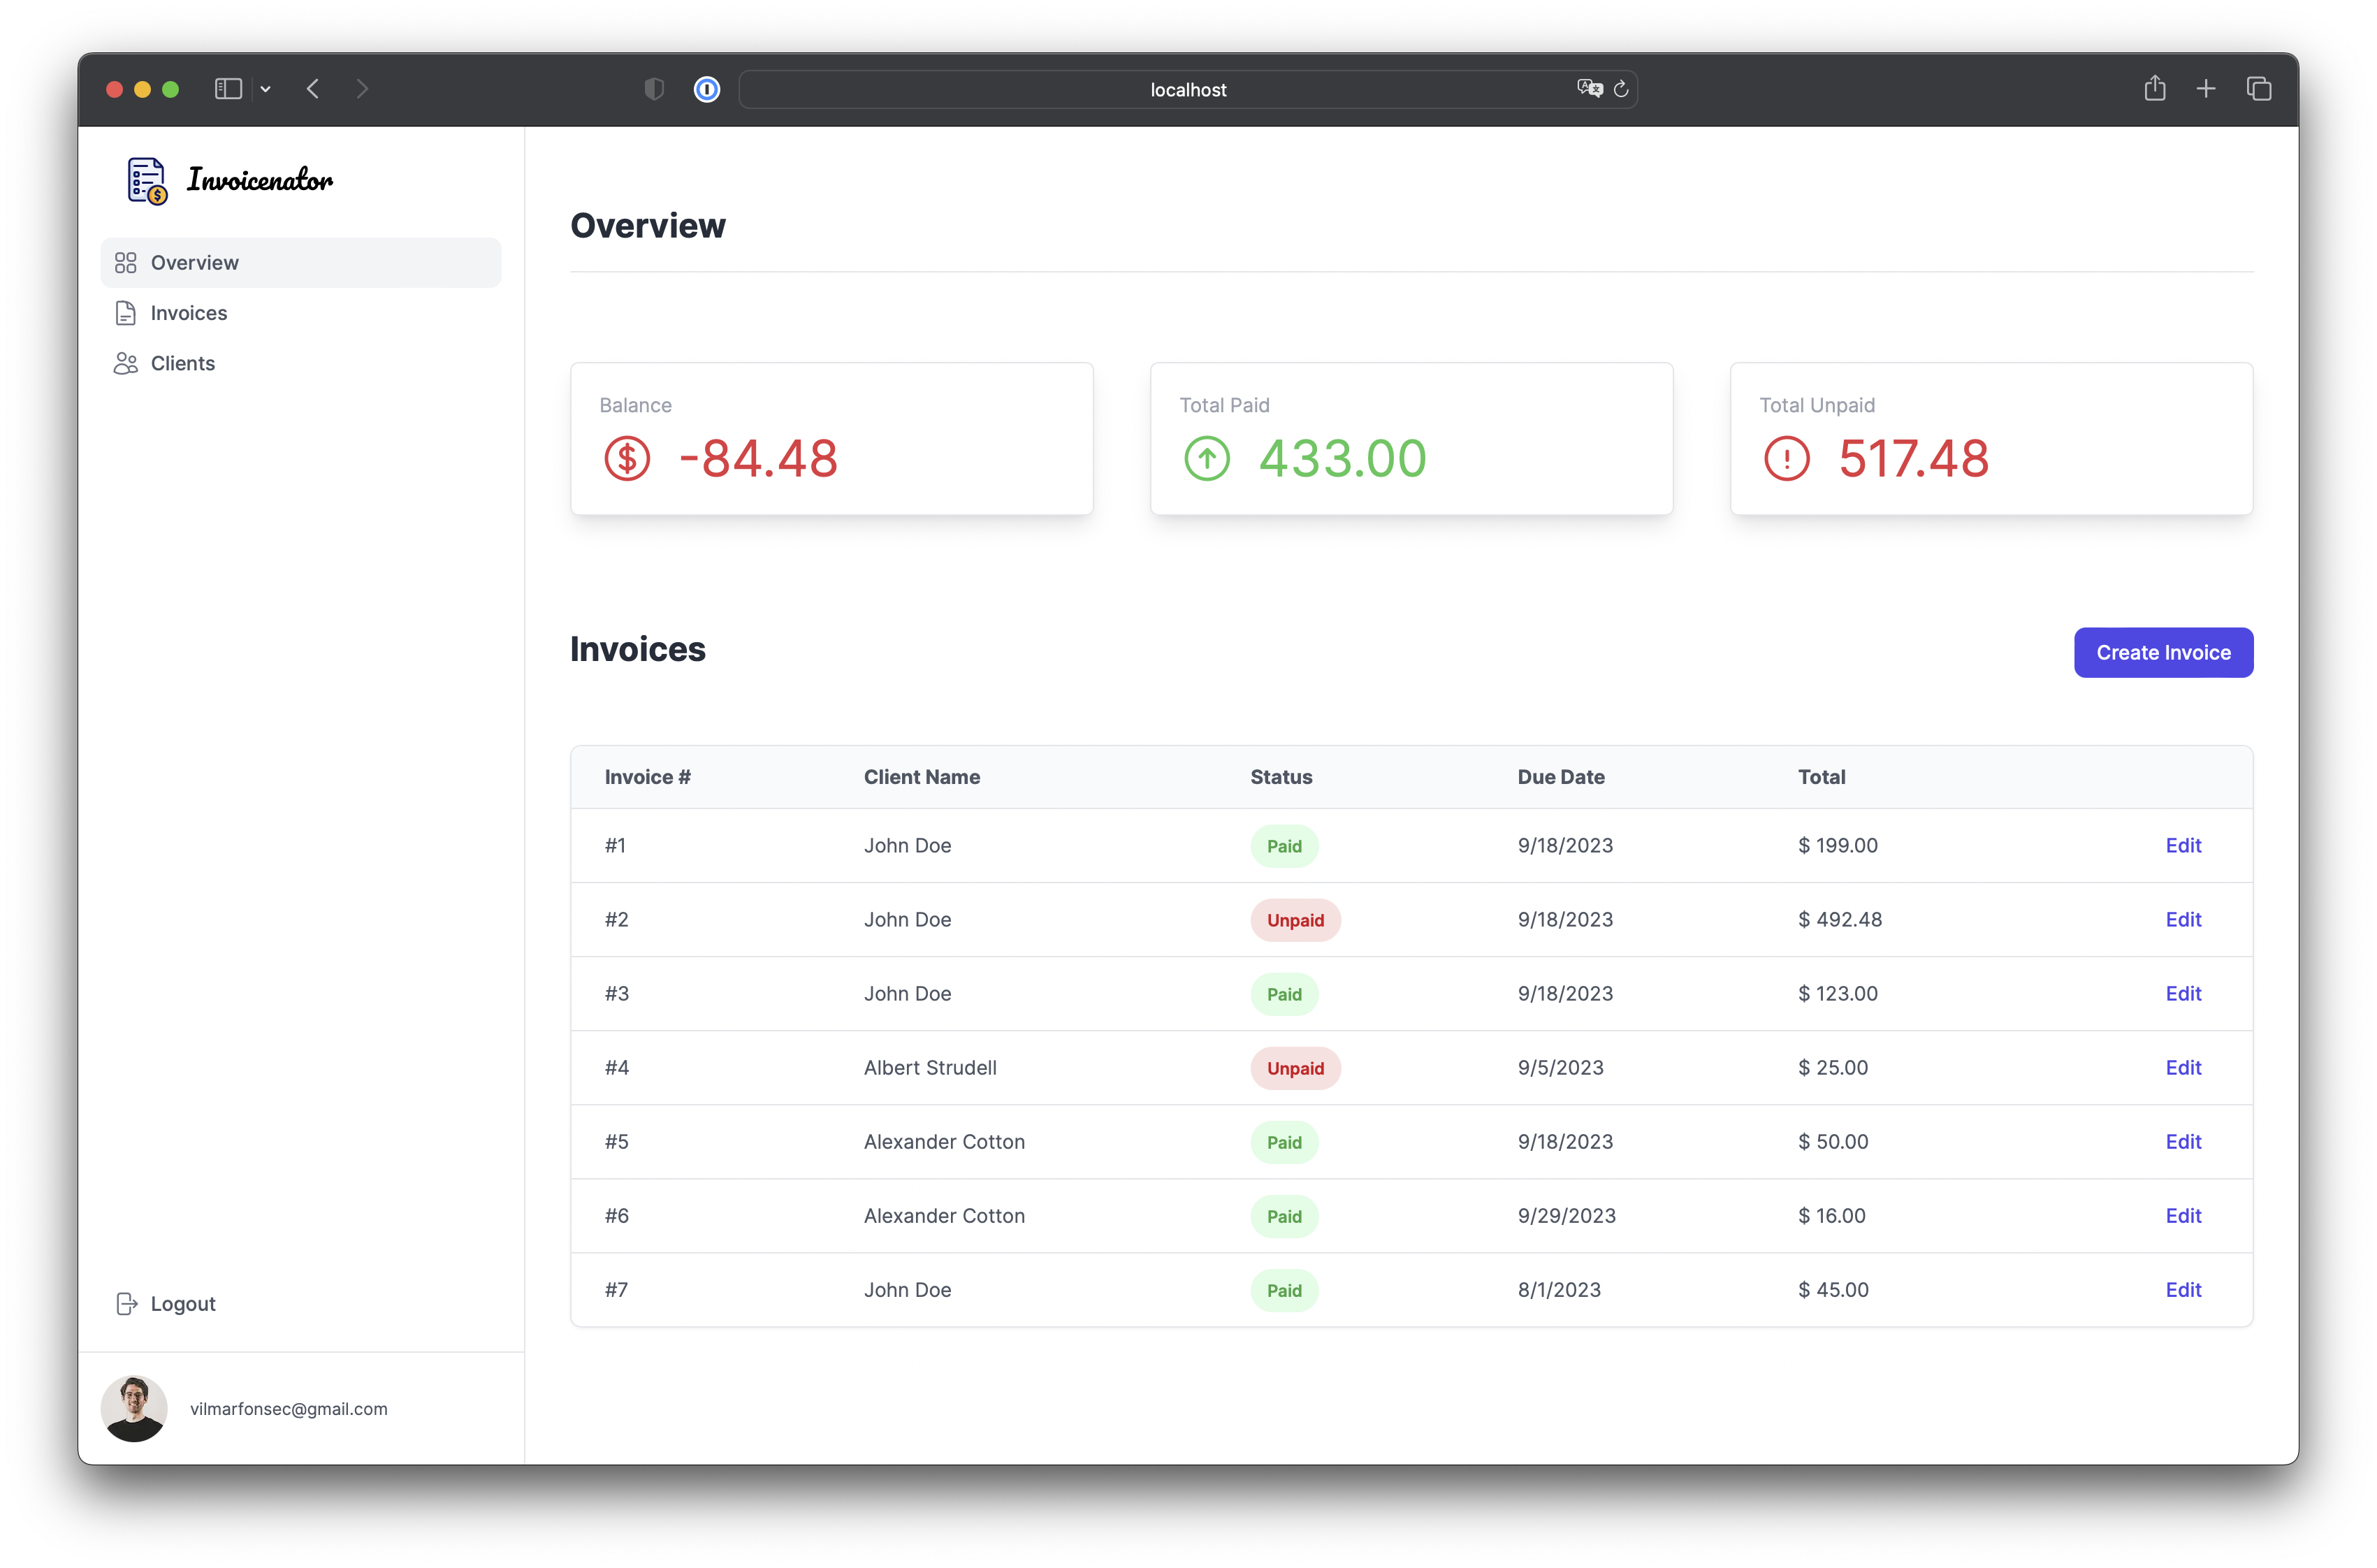 localhost
Invoicenator
Overview
Invoices
Clients
Logout
vilmarfonsec@gmail.com
Overview
Balance
$ -84.48
Total Paid
433.00
Total Unpaid
! 517.48
Invoices
Create Invoice
Invoice # Client Name Status Due Date Total
#1 John Doe Paid 9/18/2023 $ 199.00 Edit
#2 John Doe Unpaid 9/18/2023 $ 492.48 Edit
#3 John Doe Paid 9/18/2023 $ 123.00 Edit
#4 Albert Strudell Unpaid 9/5/2023 $ 25.00 Edit
#5 Alexander Cotton Paid 9/18/2023 $ 50.00 Edit
#6 Alexander Cotton Paid 9/29/2023 $ 16.00 Edit
#7 John Doe Paid 8/1/2023 $ 45.00 Edit